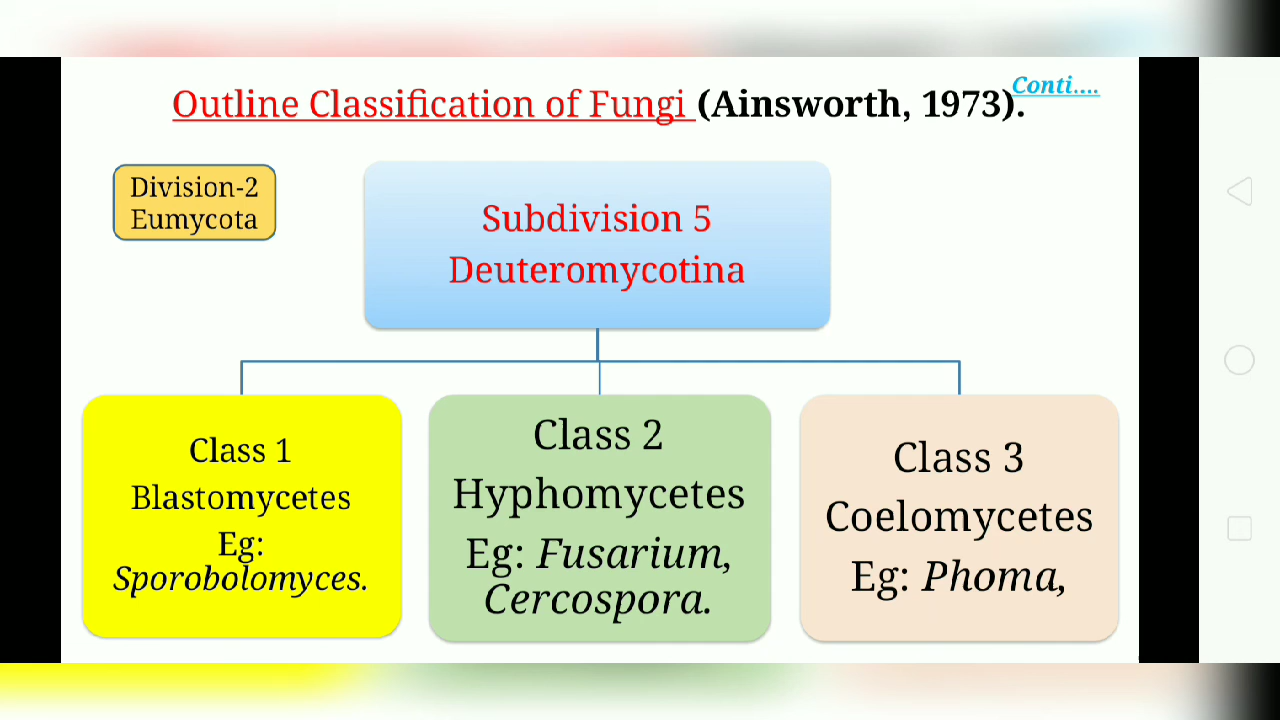 Conti....
Outline Classification of Fungi (Ainsworth, 1973).
Division-2
Eumycota
Subdivision 5
Deuteromycotina
Class 1
Blastomycetes
Eg:
Sporobolomyces.
Class 2
Hyphomycetes
Eg: Fusarium,
Cercospora.
Class 3
Coelomycetes
Eg: Phoma,